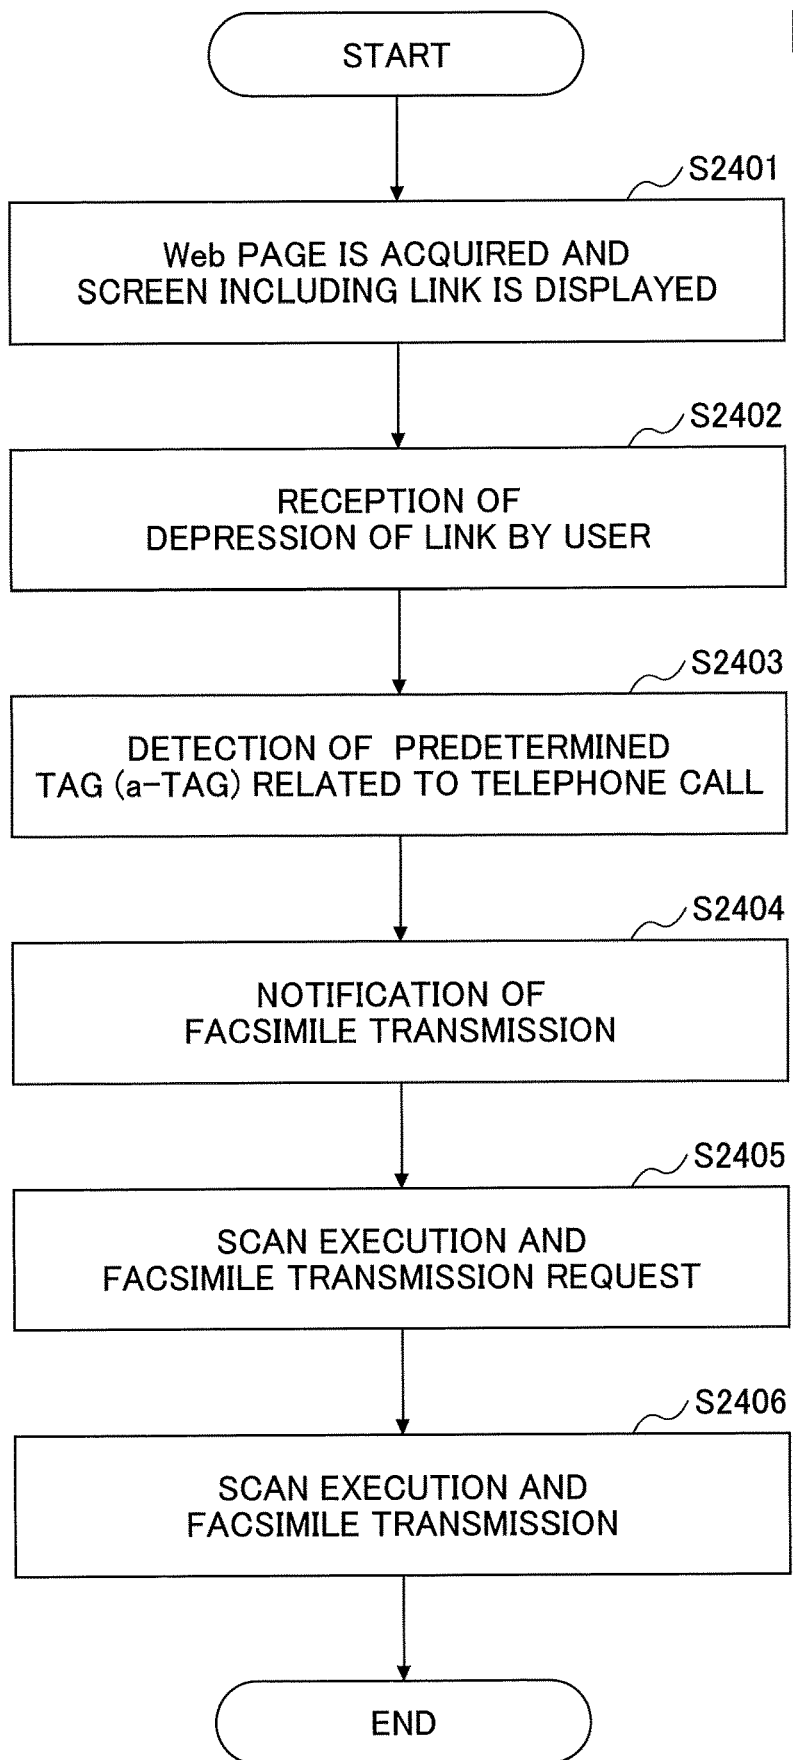 START
S2401
Web PAGE IS ACQUIRED AND
SCREEN INCLUDING LINK IS DISPLAYED
S2402
RECEPTION OF
DEPRESSION OF LINK BY USER
S2403
DETECTION OF PREDETERMINED
TAG (a-TAG) RELATED TO TELEPHONE CALL
S2404
NOTIFICATION OF
FACSIMILE TRANSMISSION
S2405
SCAN EXECUTION AND
FACSIMILE TRANSMISSION REQUEST
S2406
SCAN EXECUTION AND
FACSIMILE TRANSMISSION
END